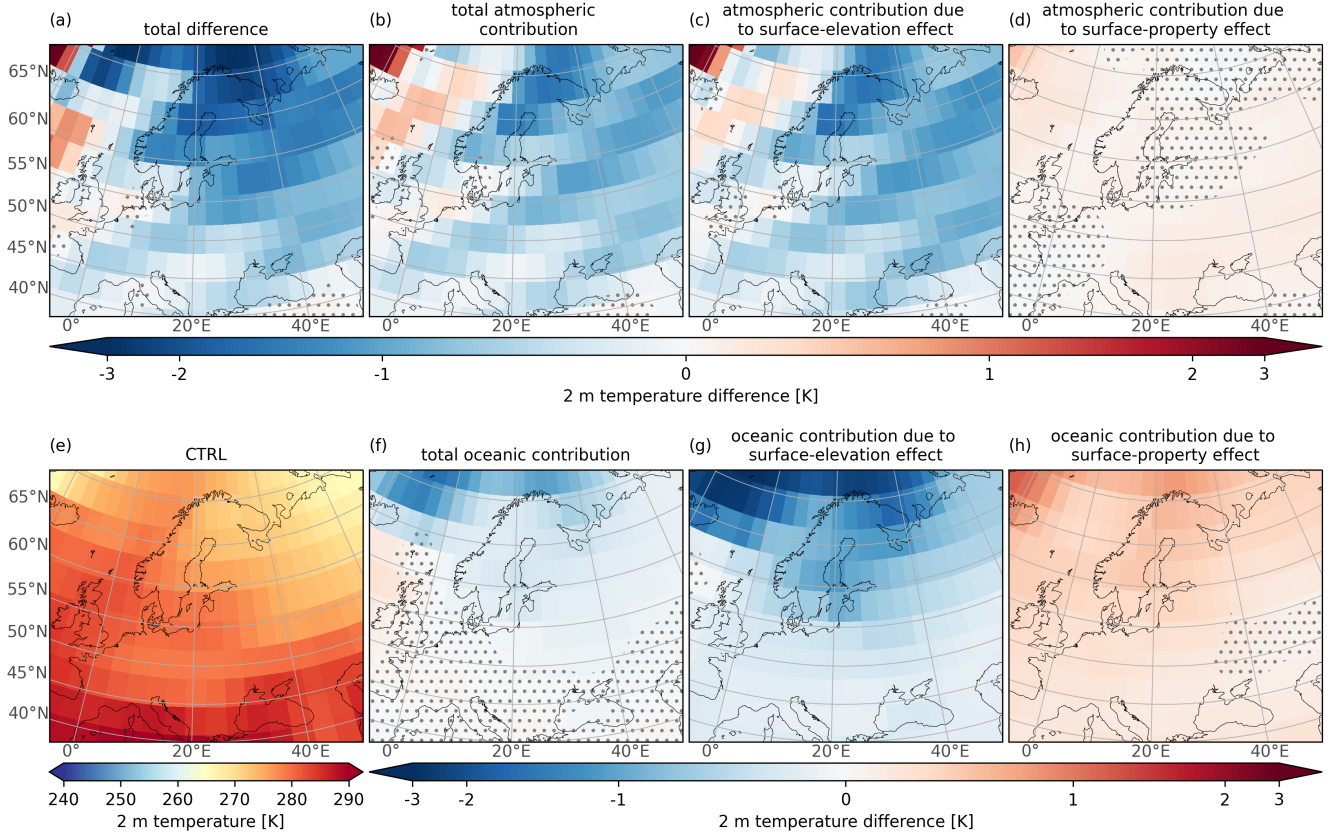 (a)
total difference
(b)
total atmospheric
contribution
(c)
atmospheric contribution due
to surface-elevation effect
(d)
atmospheric contribution due
to surface-property effect
65°N
60°N
55°N
50°N
45°N
40°N
0° 20°E 40°E
0° 20°E 40°E
0° 20°E 40°E
0° 20°E 40°E
-3 -2 -1 0 1 2 3
2 m temperature difference [K]
(e)
CTRL
(f)
total oceanic contribution
(g)
oceanic contribution due to
surface-elevation effect
(h)
oceanic contribution due to
surface-property effect
65°N
60°N
55°N
50°N
45°N
40°N
0° 20°E 40°E
0° 20°E 40°E
0° 20°E 40°E
0° 20°E 40°E
240 250 260 270 280 290
2 m temperature [K]
-3 -2 -1 0 1 2 3
2 m temperature difference [K]